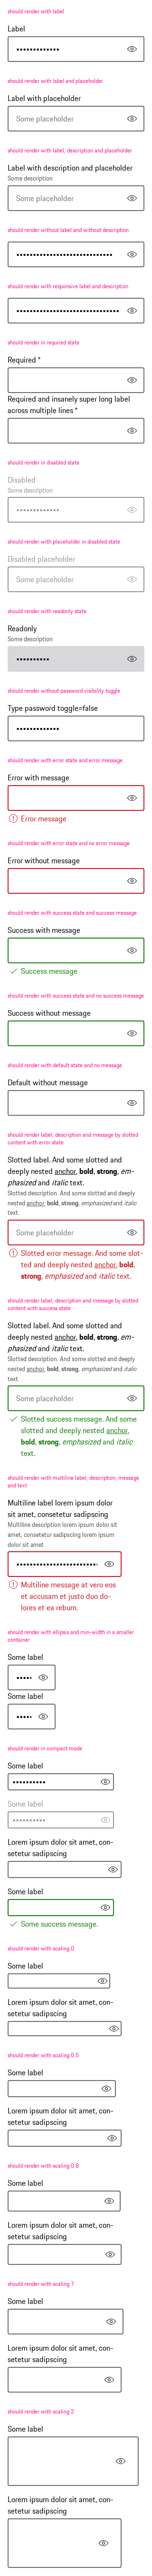 should render with label
Label
•••••••••••••
should render with label and placeholder
Label with placeholder
Some placeholder
should render with label, description and placeholder
Label with description and placeholder
Some description
Some placeholder
should render without label and without description
should render with responsive label and description
should render in required state
Required *
Required and insanely super long label
across multiple lines *
should render in disabled state
Disabled
Some description
should render with placeholder in disabled state
Disabled placeholder
Some placeholder
should render with readonly state
Readonly
Some description
should render without password visibility toggle
Type password toggle=false
should render with error state and error message
Error with message
Error message
should render with error state and no error message
Error without message
should render with success state and success message
Success with message
Success message
should render with success state and no success message
Success without message
should render with default state and no message
Default without message
should render label, description and message by slotted
content with error state
Slotted label. And some slotted and
deeply nested anchor, bold, strong, em-
phasized and italic text.
Slotted description. And some slotted and deeply
nested anchor, bold, strong, emphasized and italic
text.
Some placeholder
Slotted error message. And some slot-
ted and deeply nested anchor, bold,
strong, emphasized and italic text.
should render label, description and message by slotted
content with success state
Slotted label. And some slotted and
deeply nested anchor, bold, strong, em-
phasized and italic text.
Slotted description. And some slotted and deeply
nested anchor, bold, strong, emphasized and italic
text.
Some placeholder
Slotted success message. And some
slotted and deeply nested anchor,
bold, strong, emphasized and italic
text.
should render with multiline label, description, message
and text
Multiline label lorem ipsum dolor
sit amet, consetetur sadipscing
Multiline description lorem ipsum dolor sit
amet, consetetur sadipscing lorem ipsum
dolor sit amet
Multiline message at vero eos
et accusam et justo duo do-
lores et ea rebum.
should render with ellipsis and min-width in a smaller
container
Some label
Some label
should render in compact mode
Some label
Some label
Lorem ipsum dolor sit amet, con-
setetur sadipscing
Some label
Some success message.
should render with scaling 0
Some label
Lorem ipsum dolor sit amet, con-
setetur sadipscing
should render with scaling 0.5
Some label
Lorem ipsum dolor sit amet, con-
setetur sadipscing
should render with scaling 0.8
Some label
Lorem ipsum dolor sit amet, con-
setetur sadipscing
should render with scaling 1
Some label
Lorem ipsum dolor sit amet, con-
setetur sadipscing
should render with scaling 2
Some label
Lorem ipsum dolor sit amet, con-
setetur sadipscing